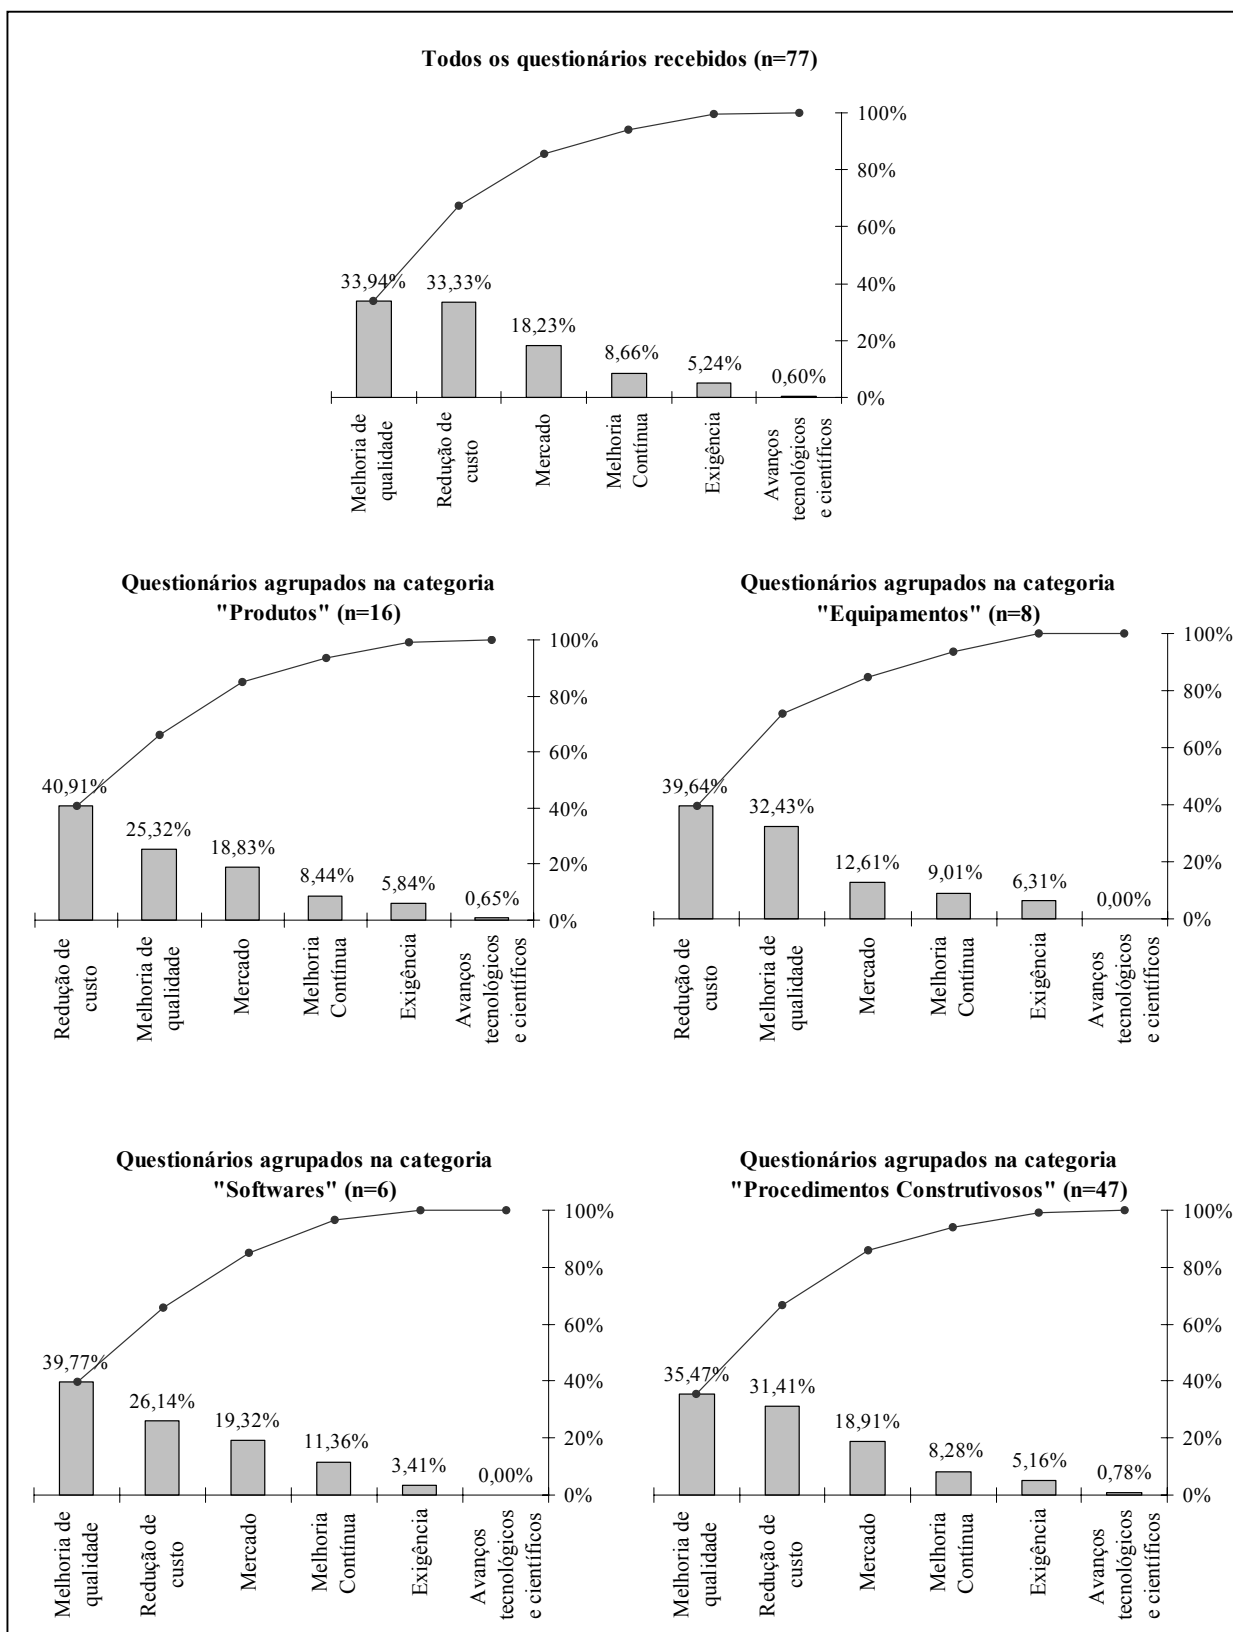 Todos os questionários recebidos (n=77)
100%
80%
60%
40%
20%
0%
33,94%
33,33%
18,23%
8,66%
5,24%
0,60%
Melhoria de
qualidade
Redução de
custo
Mercado
Melhoria
Contínua
Exigência
Avanços
tecnológicos
e científicos
Questionários agrupados na categoria
"Produtos" (n=16)
100%
80%
60%
40%
20%
0%
40,91%
25,32%
18,83%
8,44%
5,84%
0,65%
Redução de
custo
Melhoria de
qualidade
Mercado
Melhoria
Contínua
Exigência
Avanços
tecnológicos
e científicos
Questionários agrupados na categoria
"Equipamentos" (n=8)
100%
80%
60%
40%
20%
0%
39,64%
32,43%
12,61%
9,01%
6,31%
0,00%
Redução de
custo
Melhoria de
qualidade
Mercado
Melhoria
Contínua
Exigência
Avanços
tecnológicos
e científicos
Questionários agrupados na categoria
"Softwares" (n=6)
100%
80%
60%
40%
20%
0%
39,77%
26,14%
19,32%
11,36%
3,41%
0,00%
Melhoria de
qualidade
Redução de
custo
Mercado
Melhoria
Contínua
Exigência
Avanços
tecnológicos
e científicos
Questionários agrupados na categoria
"Procedimentos Construtivosos" (n=47)
100%
80%
60%
40%
20%
0%
35,47%
31,41%
18,91%
8,28%
5,16%
0,78%
Melhoria de
qualidade
Redução de
custo
Mercado
Melhoria
Contínua
Exigência
Avanços
tecnológicos
e científicos